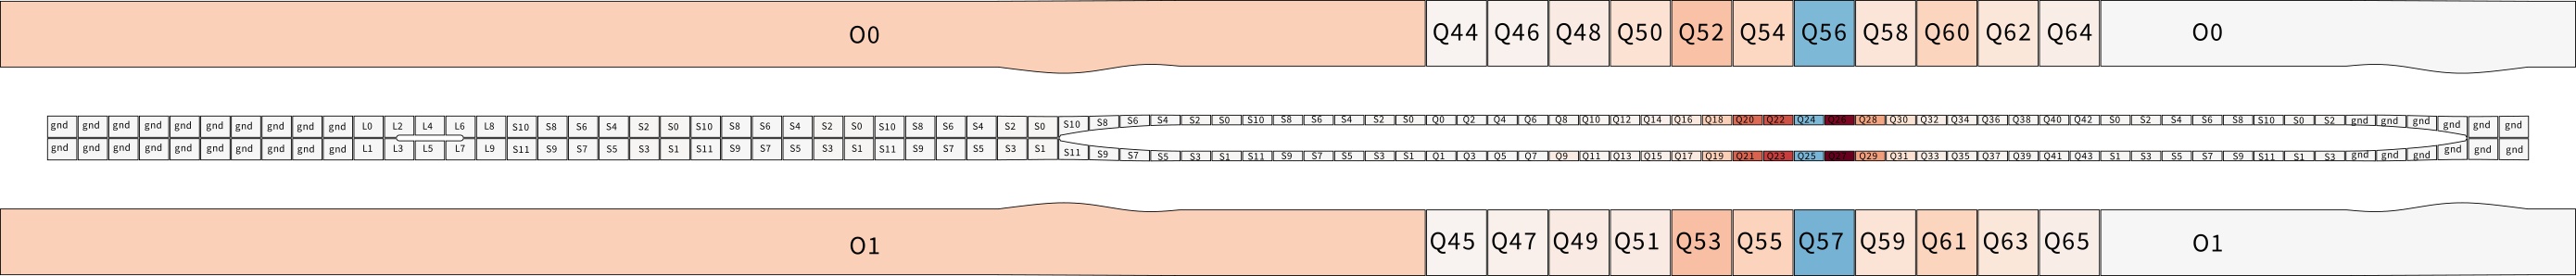 O0 Q44 Q46 Q48 Q50 Q52 Q54 Q56 Q58 Q60 Q62 Q64 O0
gnd gnd gnd gnd gnd gnd gnd gnd gnd gnd L0 L2 L4 L6 L8 S10 S8 S6 S4 S2 S0 S10 S8 S6 S4 S2 S0 S10 S8 S6 S4 S2 S0 S10 S8 S6 S4 S2 S0 S10 S8 S6 S4 S2 S0 Q0 Q2 Q4 Q6 Q8 Q10 Q12 Q14 Q16 Q18 Q20 Q22 Q24 Q26 Q28 Q30 Q32 Q34 Q36 Q38 Q40 Q42 S0 S2 S4 S6 S8 S10 S0 S2 gnd gnd gnd gnd gnd gnd
gnd gnd gnd gnd gnd gnd gnd gnd gnd gnd L1 L3 L5 L7 L9 S11 S9 S7 S5 S3 S1 S11 S9 S7 S5 S3 S1 S11 S9 S7 S5 S3 S1 S11 S9 S7 S5 S3 S1 S11 S9 S7 S5 S3 S1 Q1 Q3 Q5 Q7 Q9 Q11 Q13 Q15 Q17 Q19 Q21 Q23 Q25 Q27 Q29 Q31 Q33 Q35 Q37 Q39 Q41 Q43 S1 S3 S5 S7 S9 S11 S1 S3 gnd gnd gnd gnd gnd gnd
O1 Q45 Q47 Q49 Q51 Q53 Q55 Q57 Q59 Q61 Q63 Q65 O1